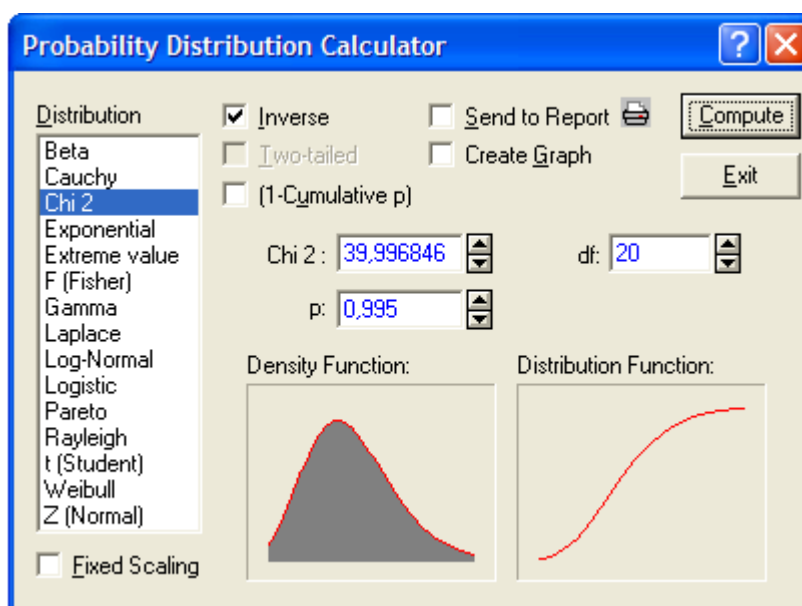 Probability Distribution Calculator
Distribution
Beta
Cauchy
Chi 2
Exponential
Extreme value
F (Fisher)
Gamma
Laplace
Log-Normal
Logistic
Pareto
Rayleigh
t (Student)
Weibull
Z (Normal)
Fixed Scaling
Inverse
Two-tailed
(1-Cumulative p)
Send to Report
Create Graph
Compute
Exit
Chi 2 : 39,996846
df: 20
p: 0,995
Density Function:
Distribution Function: